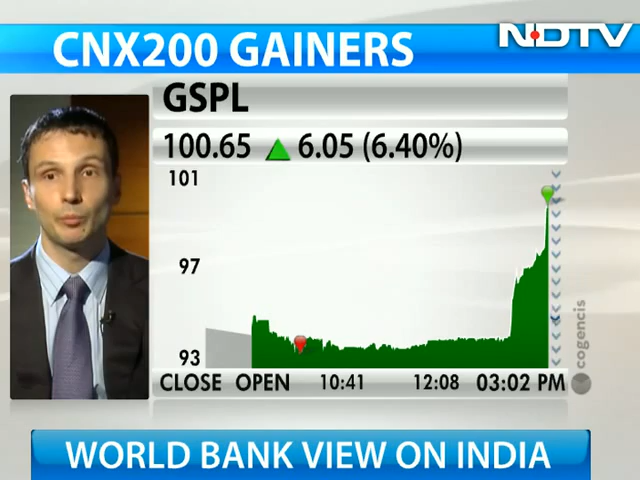 CNX200 GAINERS
NDTV
GSPL
100.65 ▲ 6.05 (6.40%)
101
97
93
CLOSE OPEN 10:41 12:08 03:02 PM
cogencis
WORLD BANK VIEW ON INDIA